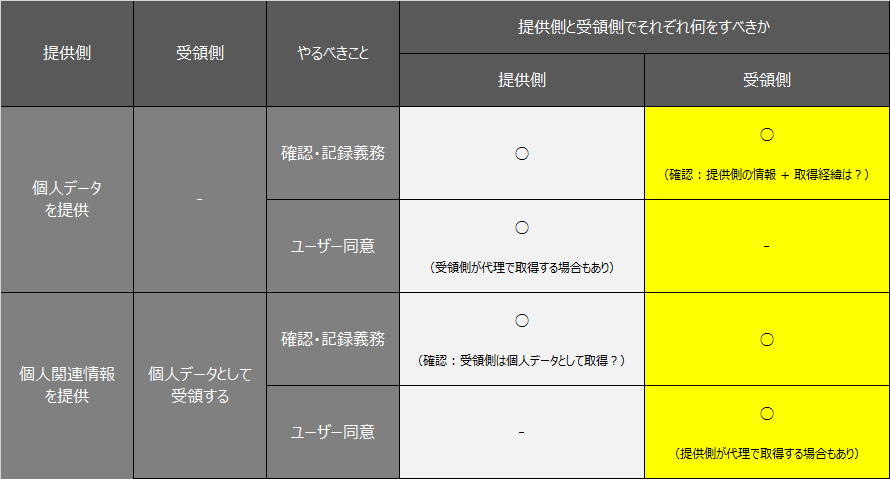 提供側と受領側でそれぞれ何をすべきか
提供側
受領側
やるべきこと
提供側
受領側
個人データ
を提供
-
確認・記録義務
○
○
（確認：提供側の情報 + 取得経緯は？）
ユーザー同意
○
（受領側が代理で取得する場合もあり）
-
個人関連情報
を提供
個人データとして
受領する
確認・記録義務
○
（確認：受領側は個人データとして取得？）
○
ユーザー同意
-
○
（提供側が代理で取得する場合もあり）